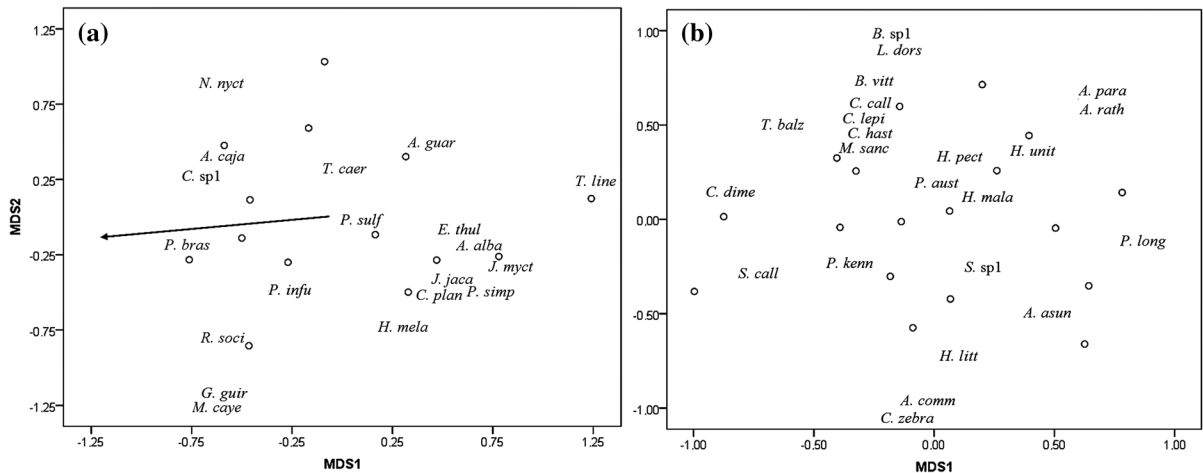 (a)
1.25
0.75
0.25
-0.25
-0.75
-1.25
MDS2
N. nyct
A. caja
C. sp1
T. caer
A. guar
T. line
P. sulf
E. thul
A. alba
J. myct
P. bras
P. infu
J. jaca
C. plan
P. simp
H. mela
R. soci
G. guir
M. caye
-1.25
-0.75
-0.25
0.25
0.75
1.25
MDS1
(b)
1.00
0.50
0.00
-0.50
-1.00
B. sp1
L. dors
B. vitt
A. para
A. rath
C. call
C. lepi
T. balz
C. hast
M. sanc
H. pect
H. unit
C. dime
P. aust
H. mala
P. long
P. kenn
S. call
S. sp1
A. asun
H. litt
A. comm
C. zebra
-1.00
-0.50
0.00
0.50
1.00
MDS1